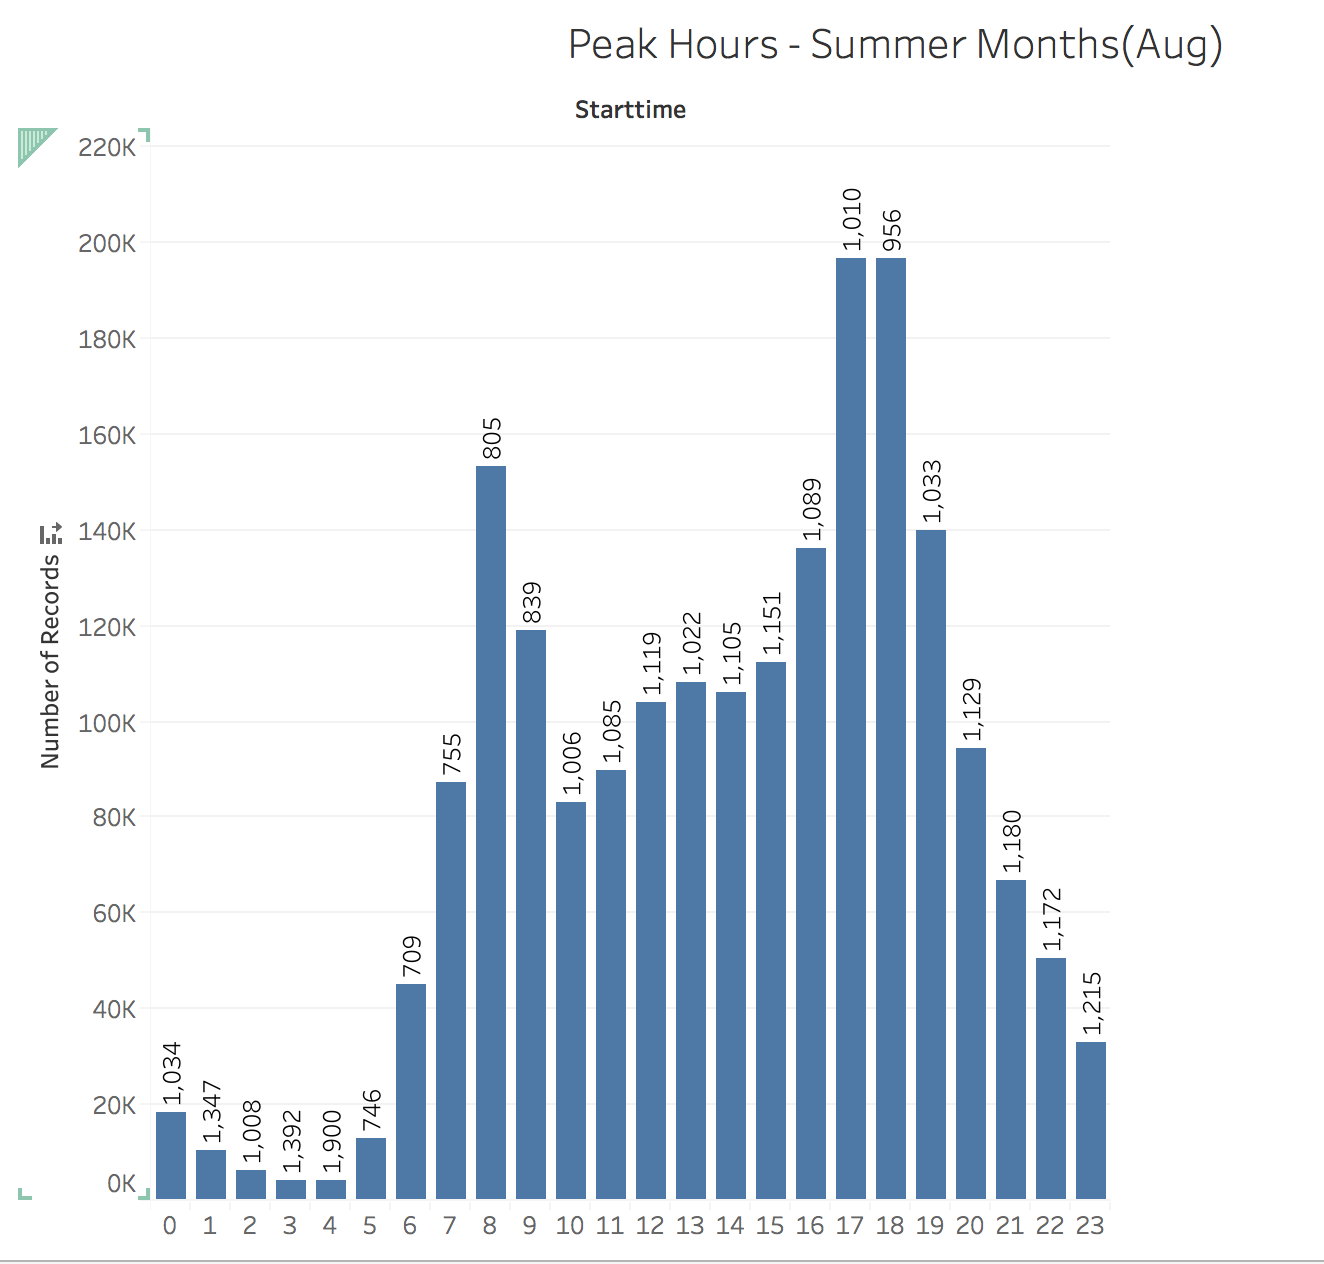 Peak Hours - Summer Months(Aug)
Starttime
220K
200K
180K
160K
140K
120K
100K
80K
60K
40K
20K
0K
Number of Records
1,034
1,347
1,008
1,392
1,900
746
709
755
805
839
1,006
1,085
1,119
1,022
1,105
1,151
1,089
1,010
956
1,033
1,129
1,180
1,172
1,215
0 1 2 3 4 5 6 7 8 9 10 11 12 13 14 15 16 17 18 19 20 21 22 23